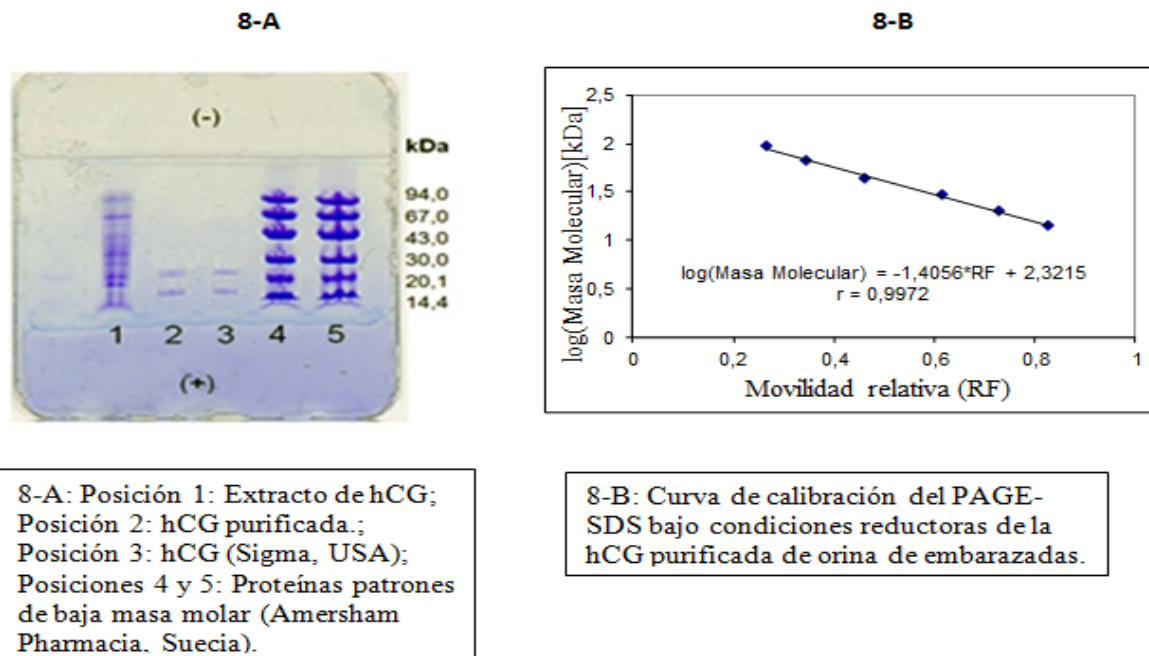 8-A
8-B
(-)
kDa
94,0
67,0
43,0
30,0
20,1
14,4
1 2 3 4 5
(+)
log(Masa Molecular)[kDa]
2,5
2
1,5
1
0,5
0
log(Masa Molecular) = -1,4056*RF + 2,3215
r = 0,9972
0 0,2 0,4 0,6 0,8 1
Movilidad relativa (RF)
8-A: Posición 1: Extracto de hCG;
Posición 2: hCG purificada.;
Posición 3: hCG (Sigma, USA);
Posiciones 4 y 5: Proteínas patrones
de baja masa molar (Amersham
Pharmacia, Suecia).
8-B: Curva de calibración del PAGE-
SDS bajo condiciones reductoras de la
hCG purificada de orina de embarazadas.